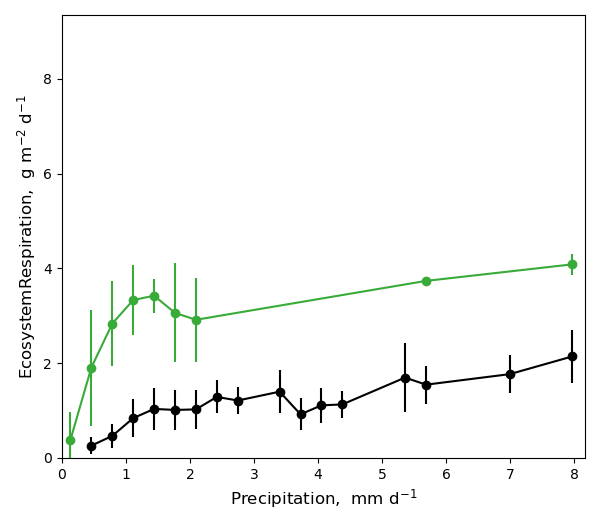 EcosystemRespiration, g m⁻² d⁻¹
8
6
4
2
0
0 1 2 3 4 5 6 7 8
Precipitation, mm d⁻¹